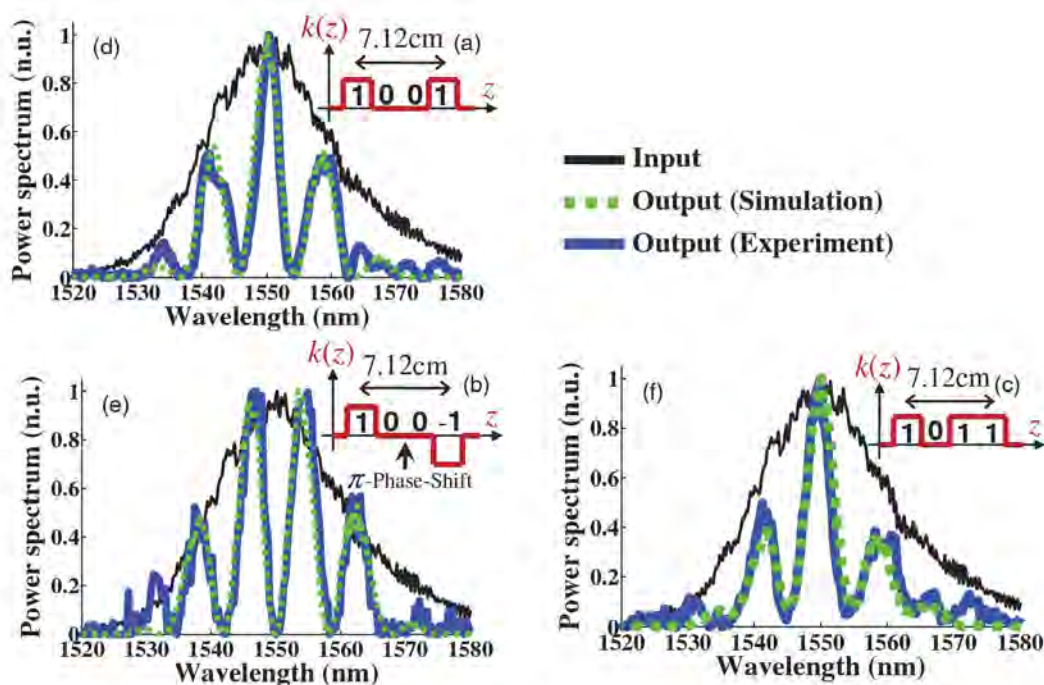 (d)
k(z)
(a)
7.12cm
1 0 0 1
z
Power spectrum (n.u.)
1
0.8
0.6
0.4
0.2
0
1520 1530 1540 1550 1560 1570 1580
Wavelength (nm)
Input
Output (Simulation)
Output (Experiment)
(e)
k(z)
(b)
7.12cm
1 0 0 -1
z
π-Phase-Shift
Power spectrum (n.u.)
1
0.8
0.6
0.4
0.2
0
1520 1530 1540 1550 1560 1570 1580
Wavelength (nm)
(f)
k(z)
7.12cm
(c)
1 0 1 1
z
Power spectrum (n.u.)
1
0.8
0.6
0.4
0.2
0
1520 1530 1540 1550 1560 1570 1580
Wavelength (nm)